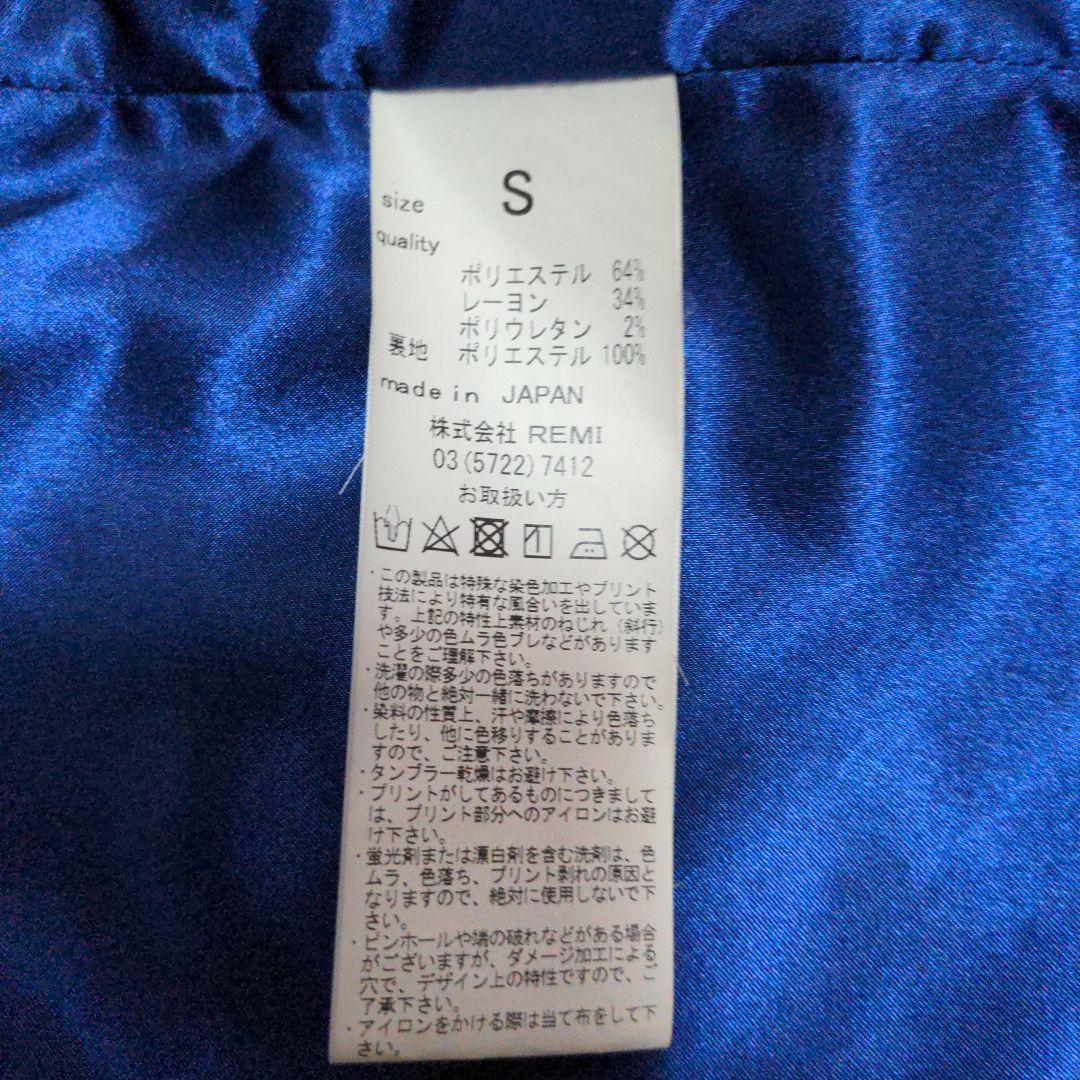 size S
quality
ポリエステル 64%
レーヨン 34%
ポリウレタン 2%
裏地 ポリエステル 100%
made in JAPAN
株式会社 REMI
03(5722)7412
お取扱い方
・この製品は特殊な染色加工やプリント
技法により特有な風合いを出していま
す。上記の特性上素材のねじれ（斜行）
や多少の色ムラ色ブレなどがあります
ことをご理解下さい。
・洗濯の際多少の色落ちがありますので
他の物と絶対一緒に洗わないで下さい。
・染料の性質上、汗や摩擦により色落ち
したり、他に色移りすることがありま
すので、ご注意下さい。
・タンブラー乾燥はお避け下さい。
・プリントがしてあるものにつきまして
は、プリント部分へのアイロンはお避
け下さい。
・蛍光剤または漂白剤を含む洗剤は、色
ムラ、色落ち、プリント剥れの原因と
なりますので、絶対に使用しないで下
さい。
・ピンホールや端の破れなどがある場合
がございますが、ダメージ加工による
穴で、デザイン上の特性ですので、ご
了承下さい。
・アイロンをかける際は当て布をして下
さい。